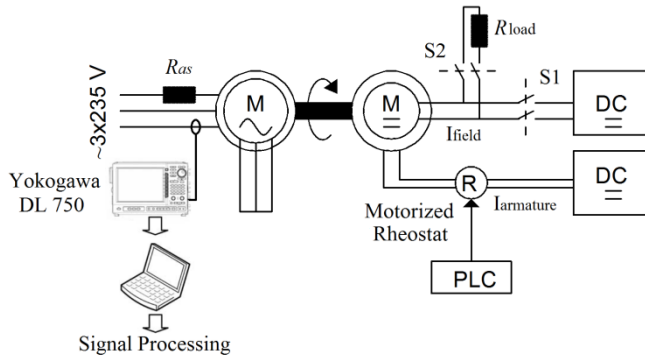 Rload
S2
S1
Ras
~3x235 V
M
M
DC
Ifield
Yokogawa
DL 750
R
DC
Motorized
Rheostat
Iarmature
PLC
Signal Processing